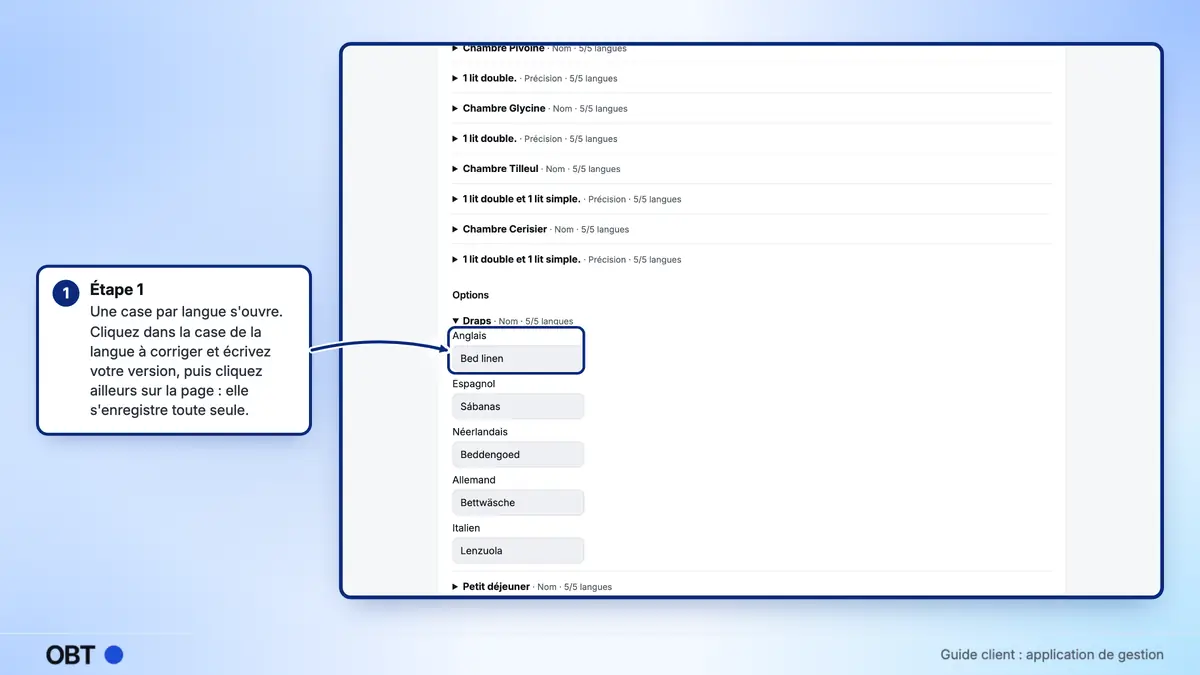 1
Étape 1
Une case par langue s'ouvre.
Cliquez dans la case de la
langue à corriger et écrivez
votre version, puis cliquez
ailleurs sur la page : elle
s'enregistre toute seule.
Chambre Pivoine · Nom · 5/5 langues
1 lit double. · Précision · 5/5 langues
Chambre Glycine · Nom · 5/5 langues
1 lit double. · Précision · 5/5 langues
Chambre Tilleul · Nom · 5/5 langues
1 lit double et 1 lit simple. · Précision · 5/5 langues
Chambre Cerisier · Nom · 5/5 langues
1 lit double et 1 lit simple. · Précision · 5/5 langues
Options
Draps · Nom · 5/5 langues
Anglais
Bed linen
Espagnol
Sábanas
Néerlandais
Beddengoed
Allemand
Bettwäsche
Italien
Lenzuola
Petit déjeuner · Nom · 5/5 langues
OBT
Guide client : application de gestion